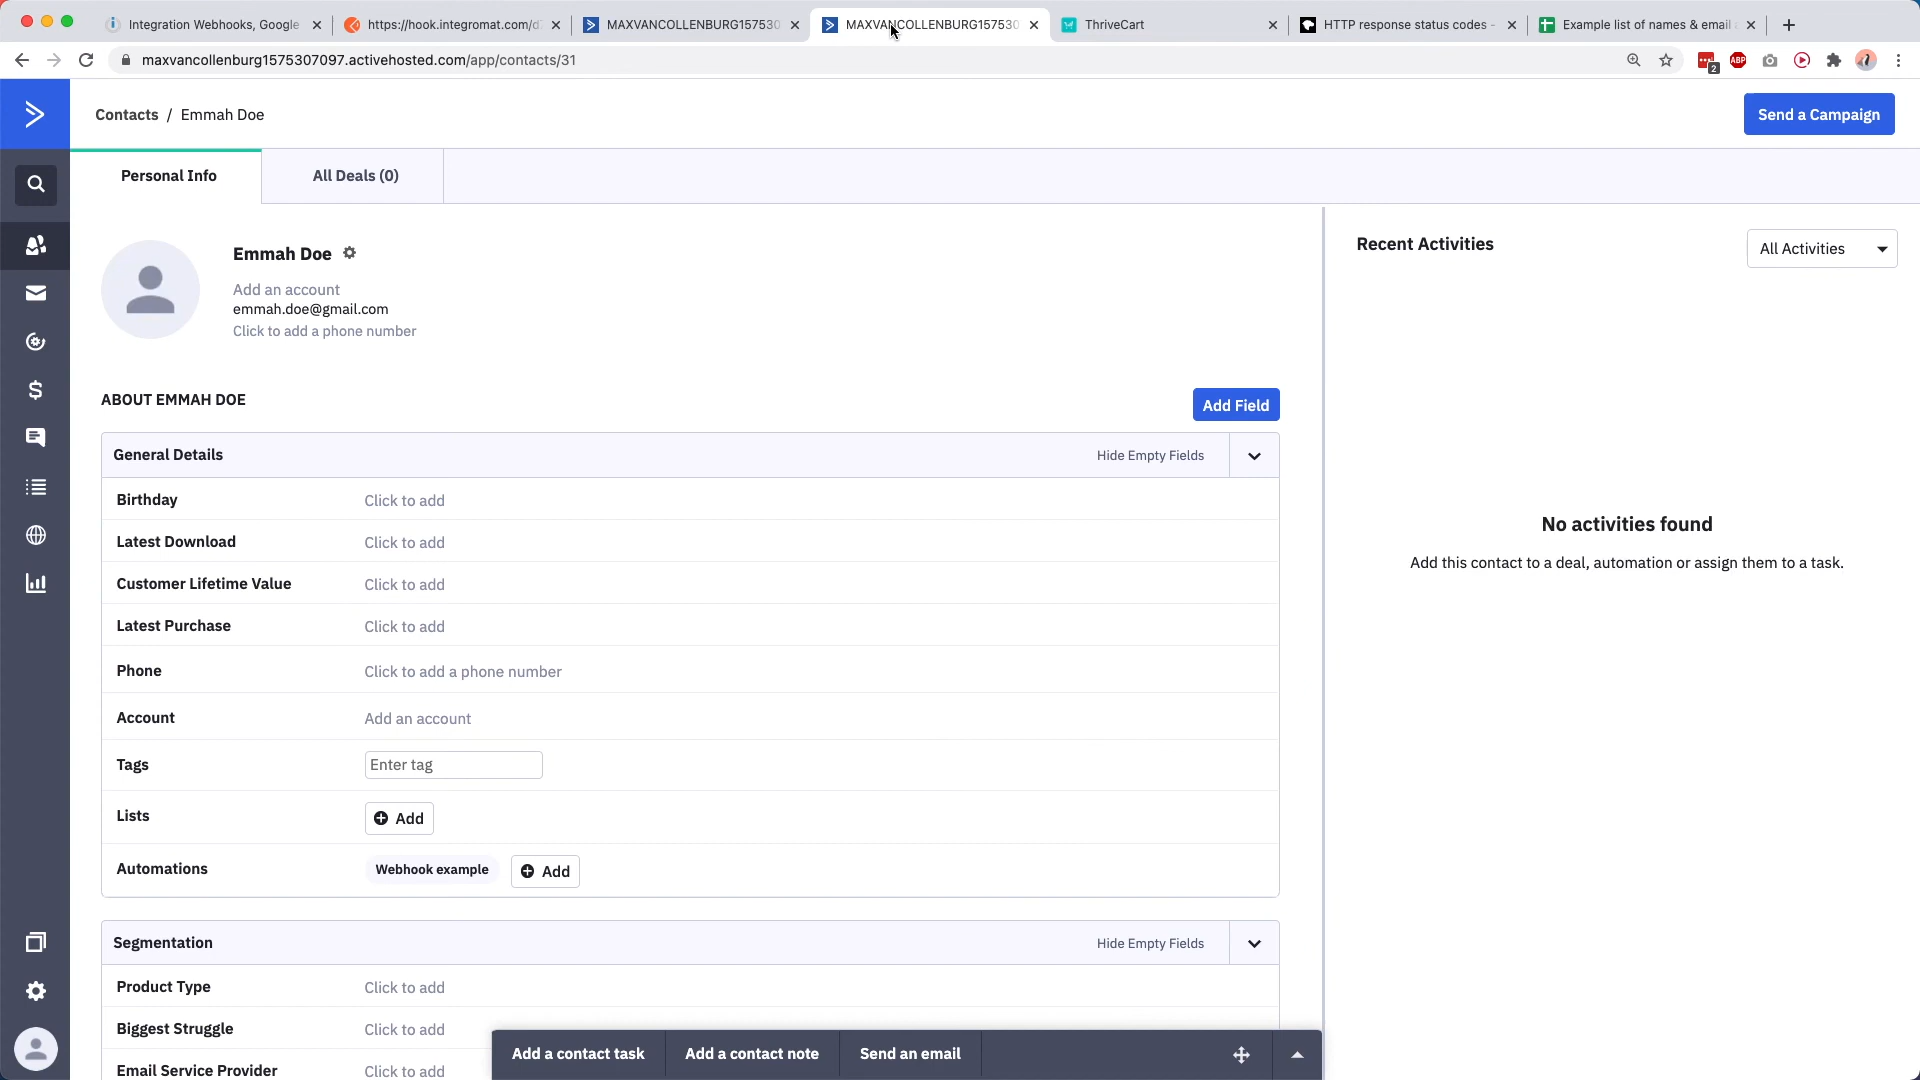 Integration Webhooks, Google
https://hook.integromat.com/d
MAXVANCOLLENBURG157530
MAXVANCOLLENBURG157530
ThriveCart
HTTP response status codes -
Example list of names & email
maxvancollenburg1575307097.activehosted.com/app/contacts/31
2
ABP
Contacts / Emmah Doe
Send a Campaign
Personal Info
All Deals (0)
Emmah Doe
Add an account
emmah.doe@gmail.com
Click to add a phone number
Recent Activities
All Activities
ABOUT EMMAH DOE
Add Field
General Details
Hide Empty Fields
Birthday Click to add
Latest Download Click to add
Customer Lifetime Value Click to add
Latest Purchase Click to add
Phone Click to add a phone number
Account Add an account
Tags Enter tag
Lists Add
Automations Webhook example Add
No activities found
Add this contact to a deal, automation or assign them to a task.
Segmentation
Hide Empty Fields
Product Type Click to add
Biggest Struggle Click to add
Email Service Provider Click to add
Add a contact task
Add a contact note
Send an email